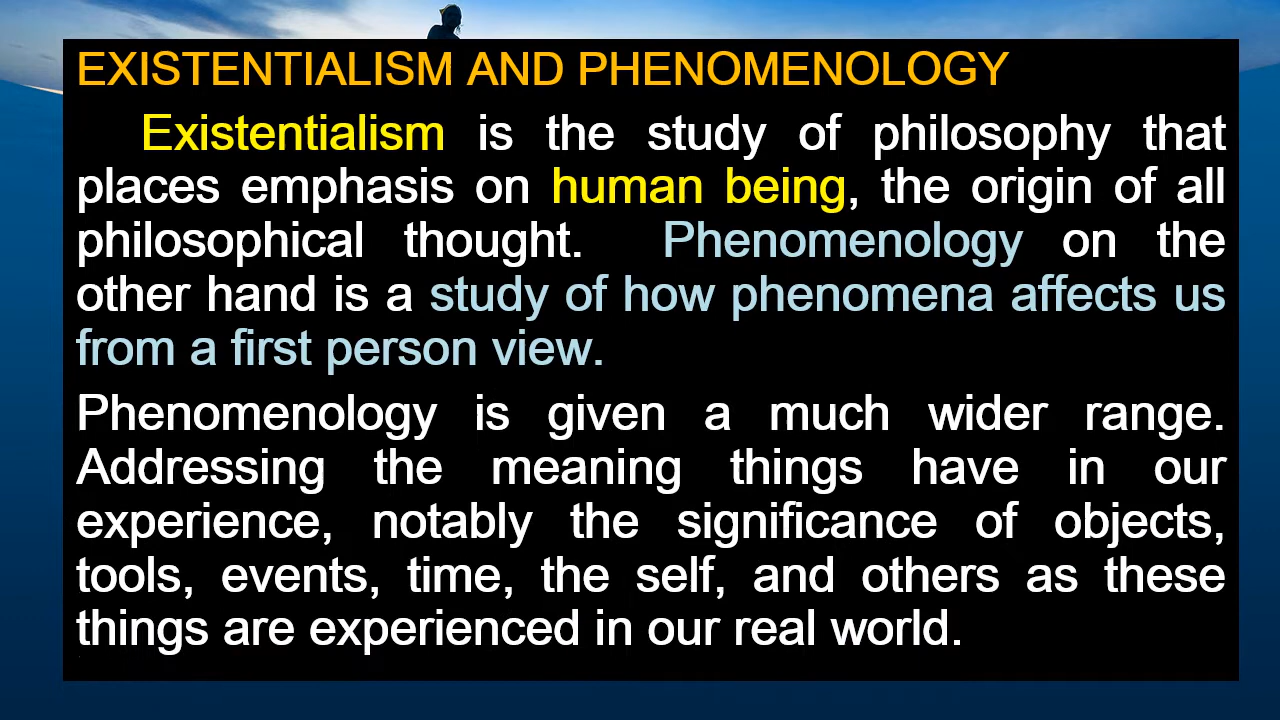 EXISTENTIALISM AND PHENOMENOLOGY
Existentialism is the study of philosophy that
places emphasis on human being, the origin of all
philosophical thought. Phenomenology on the
other hand is a study of how phenomena affects us
from a first person view.
Phenomenology is given a much wider range.
Addressing the meaning things have in our
experience, notably the significance of objects,
tools, events, time, the self, and others as these
things are experienced in our real world.